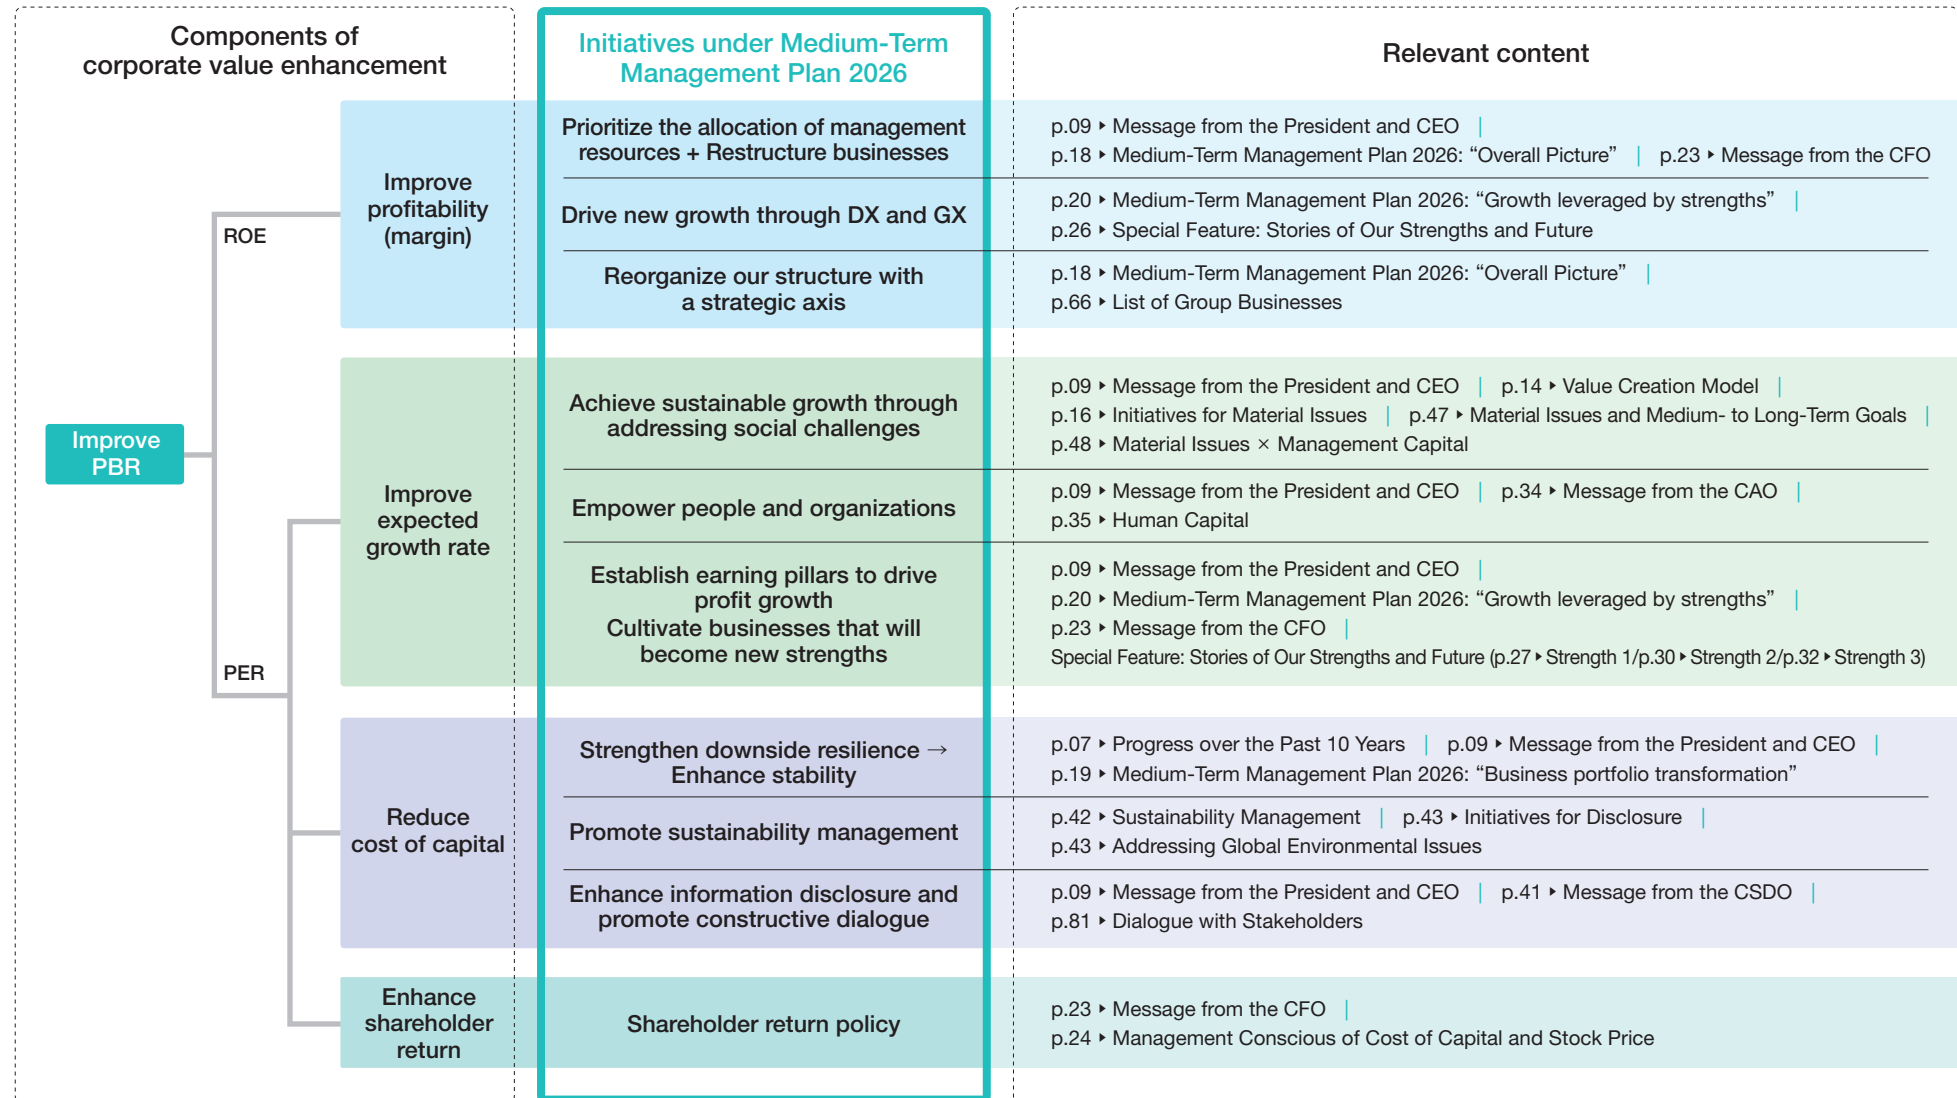 Components of
corporate value enhancement
Initiatives under Medium-Term
Management Plan 2026
Relevant content
Improve
PBR
ROE
PER
Improve
profitability
(margin)
Prioritize the allocation of management
resources + Restructure businesses
p.09 ▸ Message from the President and CEO |
p.18 ▸ Medium-Term Management Plan 2026: “Overall Picture” | p.23 ▸ Message from the CFO
Drive new growth through DX and GX
p.20 ▸ Medium-Term Management Plan 2026: “Growth leveraged by strengths” |
p.26 ▸ Special Feature: Stories of Our Strengths and Future
Reorganize our structure with
a strategic axis
p.18 ▸ Medium-Term Management Plan 2026: “Overall Picture” |
p.66 ▸ List of Group Businesses
Improve
expected
growth rate
Achieve sustainable growth through
addressing social challenges
p.09 ▸ Message from the President and CEO | p.14 ▸ Value Creation Model |
p.16 ▸ Initiatives for Material Issues | p.47 ▸ Material Issues and Medium- to Long-Term Goals |
p.48 ▸ Material Issues × Management Capital
Empower people and organizations
p.09 ▸ Message from the President and CEO | p.34 ▸ Message from the CAO |
p.35 ▸ Human Capital
Establish earning pillars to drive
profit growth
Cultivate businesses that will
become new strengths
p.09 ▸ Message from the President and CEO |
p.20 ▸ Medium-Term Management Plan 2026: “Growth leveraged by strengths” |
p.23 ▸ Message from the CFO |
Special Feature: Stories of Our Strengths and Future (p.27 ▸ Strength 1/p.30 ▸ Strength 2/p.32 ▸ Strength 3)
Reduce
cost of capital
Strengthen downside resilience →
Enhance stability
p.07 ▸ Progress over the Past 10 Years | p.09 ▸ Message from the President and CEO |
p.19 ▸ Medium-Term Management Plan 2026: “Business portfolio transformation”
Promote sustainability management
p.42 ▸ Sustainability Management | p.43 ▸ Initiatives for Disclosure |
p.43 ▸ Addressing Global Environmental Issues
Enhance information disclosure and
promote constructive dialogue
p.09 ▸ Message from the President and CEO | p.41 ▸ Message from the CSDO |
p.81 ▸ Dialogue with Stakeholders
Enhance
shareholder
return
Shareholder return policy
p.23 ▸ Message from the CFO |
p.24 ▸ Management Conscious of Cost of Capital and Stock Price